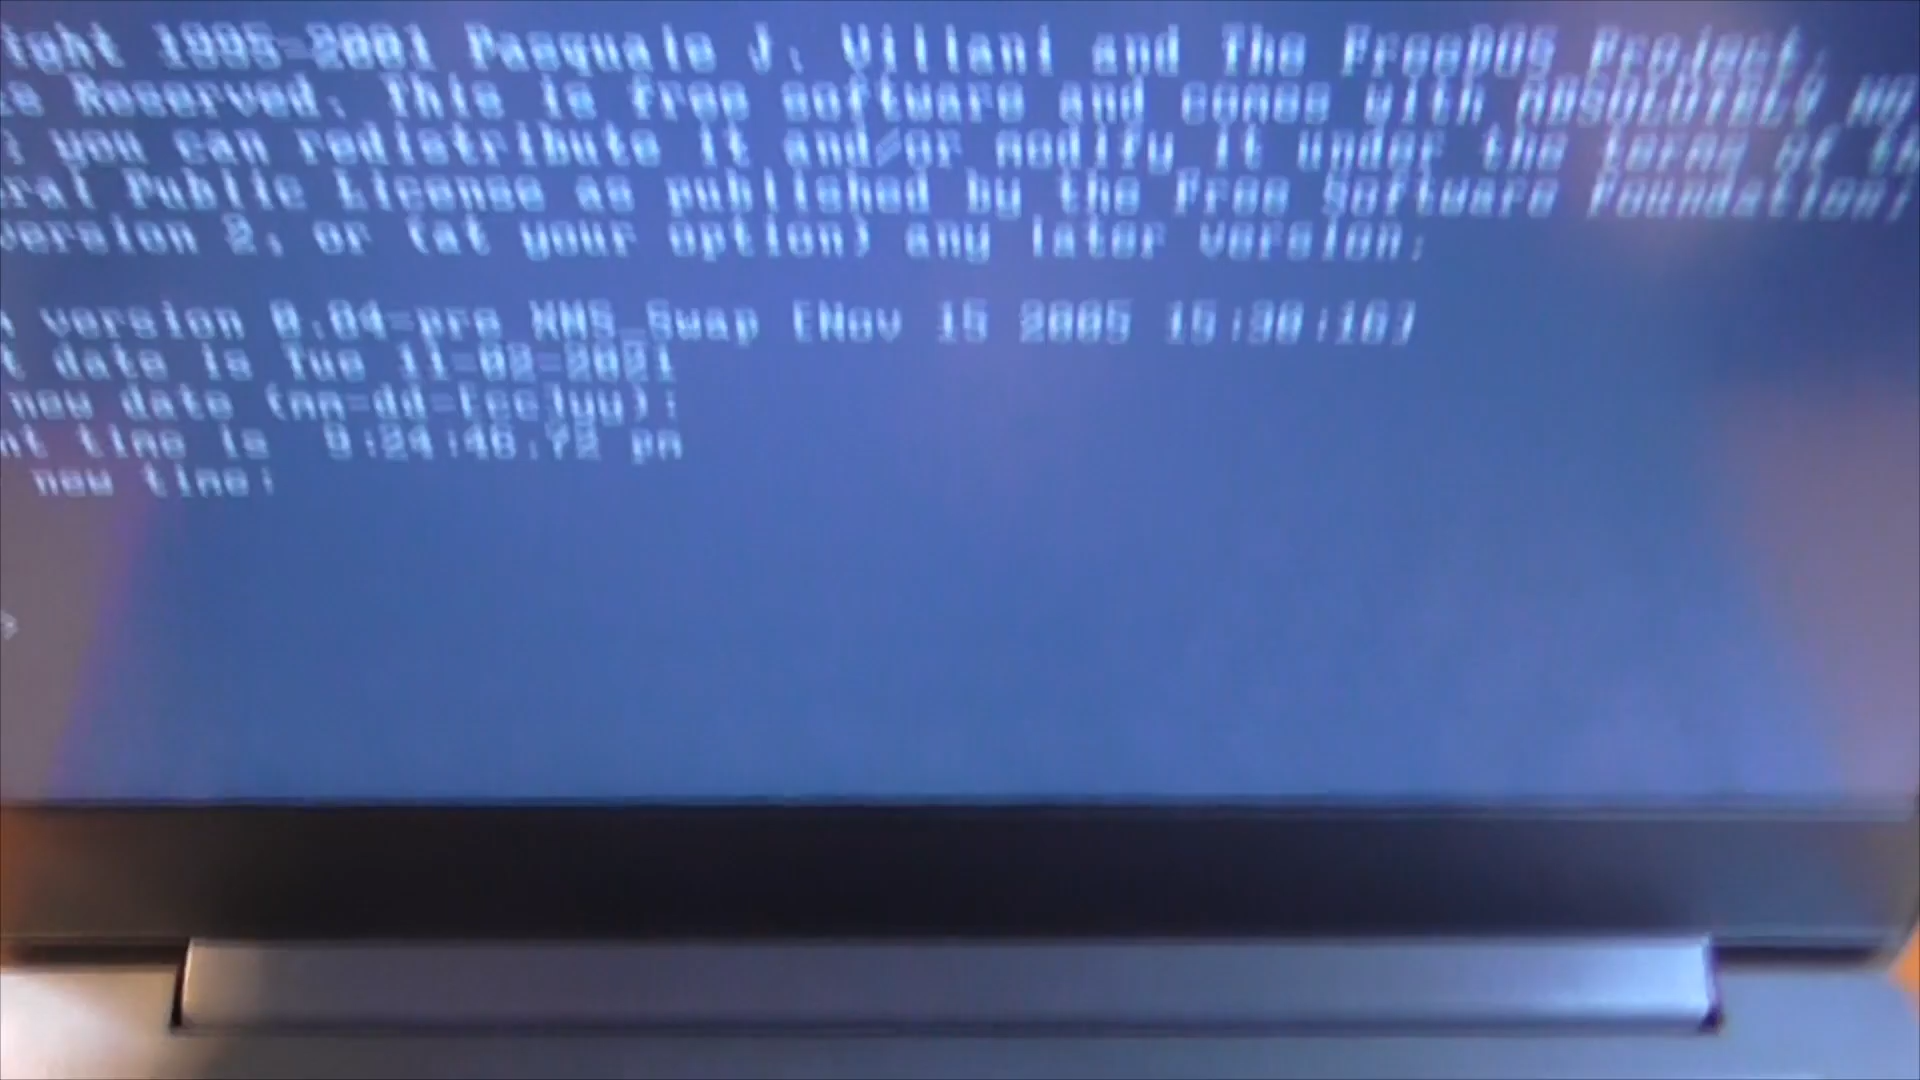 ight 1995-2001 Pasquale J. Villani and The FreeDOS Project.
s Reserved. This is free software and comes with ABSOLUTELY NO
; you can redistribute it and/or modify it under the terms of th
ral Public License as published by the Free Software Foundation;
version 2, or (at your option) any later version.
version 0.84-pre XMS_Swap [Nov 15 2005 15:30:16]
t date is Tue 11-02-2021
new date (mm-dd-[cc]yy):
nt time is 9:24:46.72 pm
new time:
>